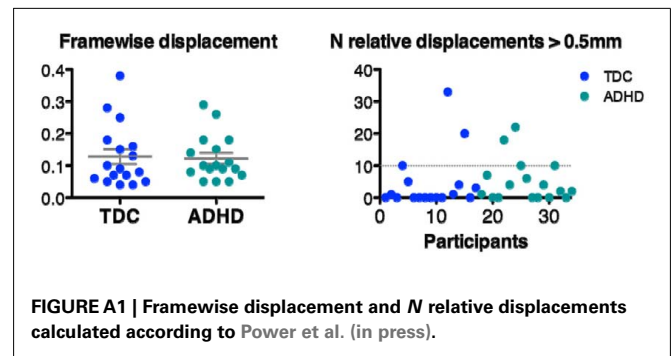 Framewise displacement
0.4
0.3
0.2
0.1
0.0
TDC ADHD
N relative displacements > 0.5mm
40
30
20
10
0
0 10 20 30
Participants
TDC
ADHD
FIGURE A1 | Framewise displacement and N relative displacements
calculated according to Power et al. (in press).